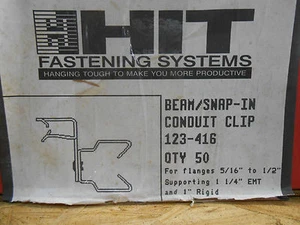 HIT
FASTENING SYSTEMS
HANGING TOUGH TO MAKE YOU MORE PRODUCTIVE
BEAM/SNAP-IN
CONDUIT CLIP
123-416
QTY 50
For flanges 5/16" to 1/2"
Supporting 1 1/4" EMT
and 1" Rigid